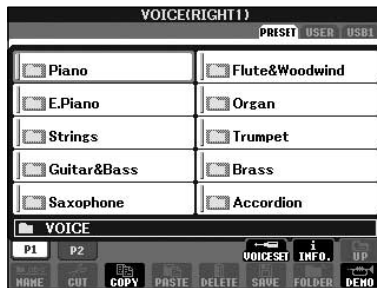 VOICE(RIGHT1)
PRESET USER USB1
Piano Flute&Woodwind
E.Piano Organ
Strings Trumpet
Guitar&Bass Brass
Saxophone Accordion
VOICE
P1 P2 VOICESET INFO. UP
NAME CUT COPY PASTE DELETE SAVE FOLDER DEMO